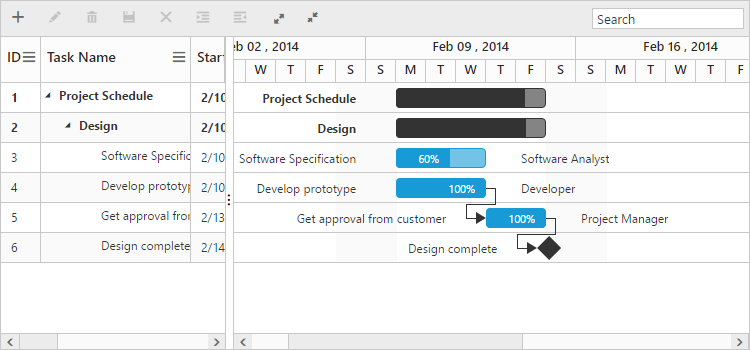 Search
ID Task Name Start
eb 02 , 2014 Feb 09 , 2014 Feb 16 , 2014
W T F S S M T W T F S S M T W T F
1 Project Schedule 2/10 Project Schedule
2 Design 2/10 Design
3 Software Specific 2/10 Software Specification 60% Software Analyst
4 Develop prototyp 2/10 Develop prototype 100% Developer
5 Get approval from 2/13 Get approval from customer 100% Project Manager
6 Design complete 2/14 Design complete